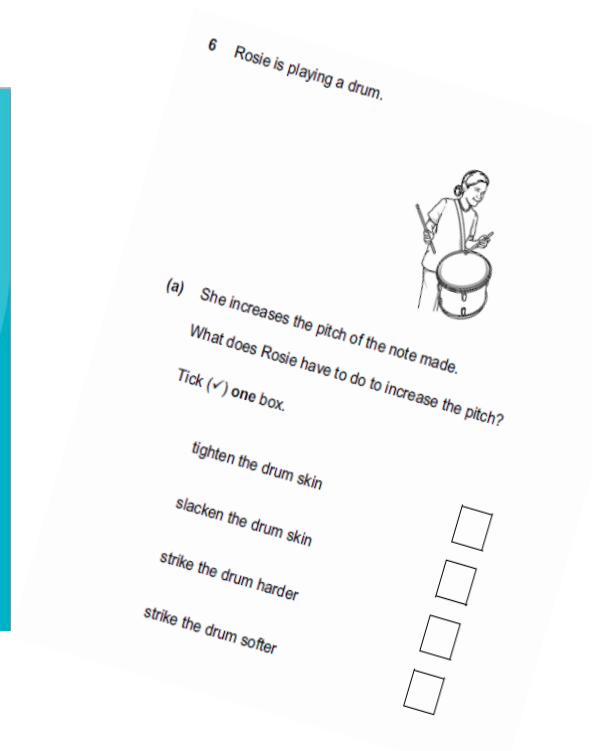 6 Rosie is playing a drum.
(a) She increases the pitch of the note made.
What does Rosie have to do to increase the pitch?
Tick (✓) one box.
tighten the drum skin
slacken the drum skin
strike the drum harder
strike the drum softer